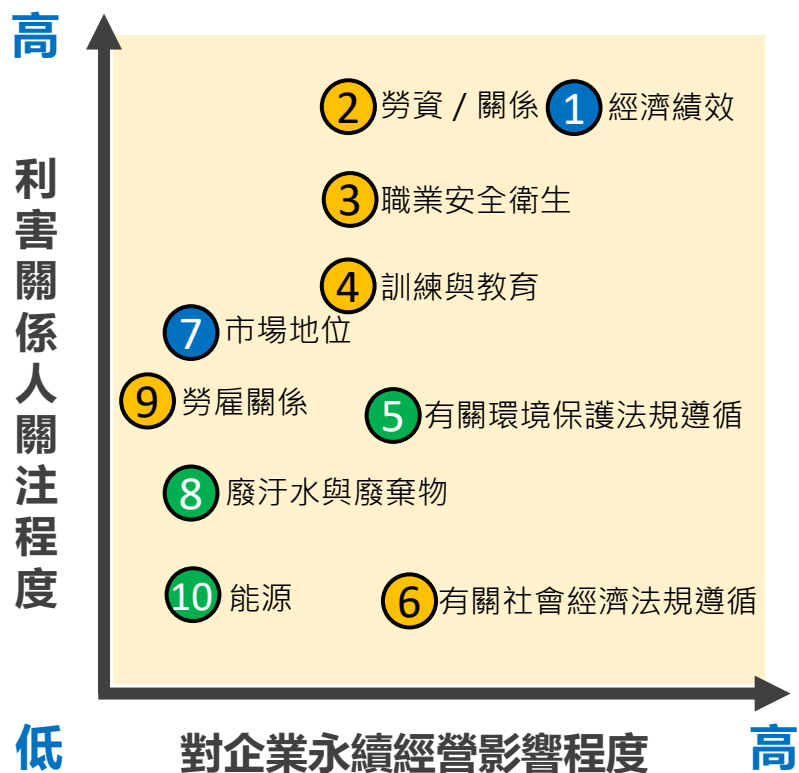 高
利害關係人關注程度
2 勞資 / 關係
1 經濟績效
3 職業安全衛生
4 訓練與教育
7 市場地位
9 勞雇關係
5 有關環境保護法規遵循
8 廢汙水與廢棄物
10 能源
6 有關社會經濟法規遵循
低
對企業永續經營影響程度
高